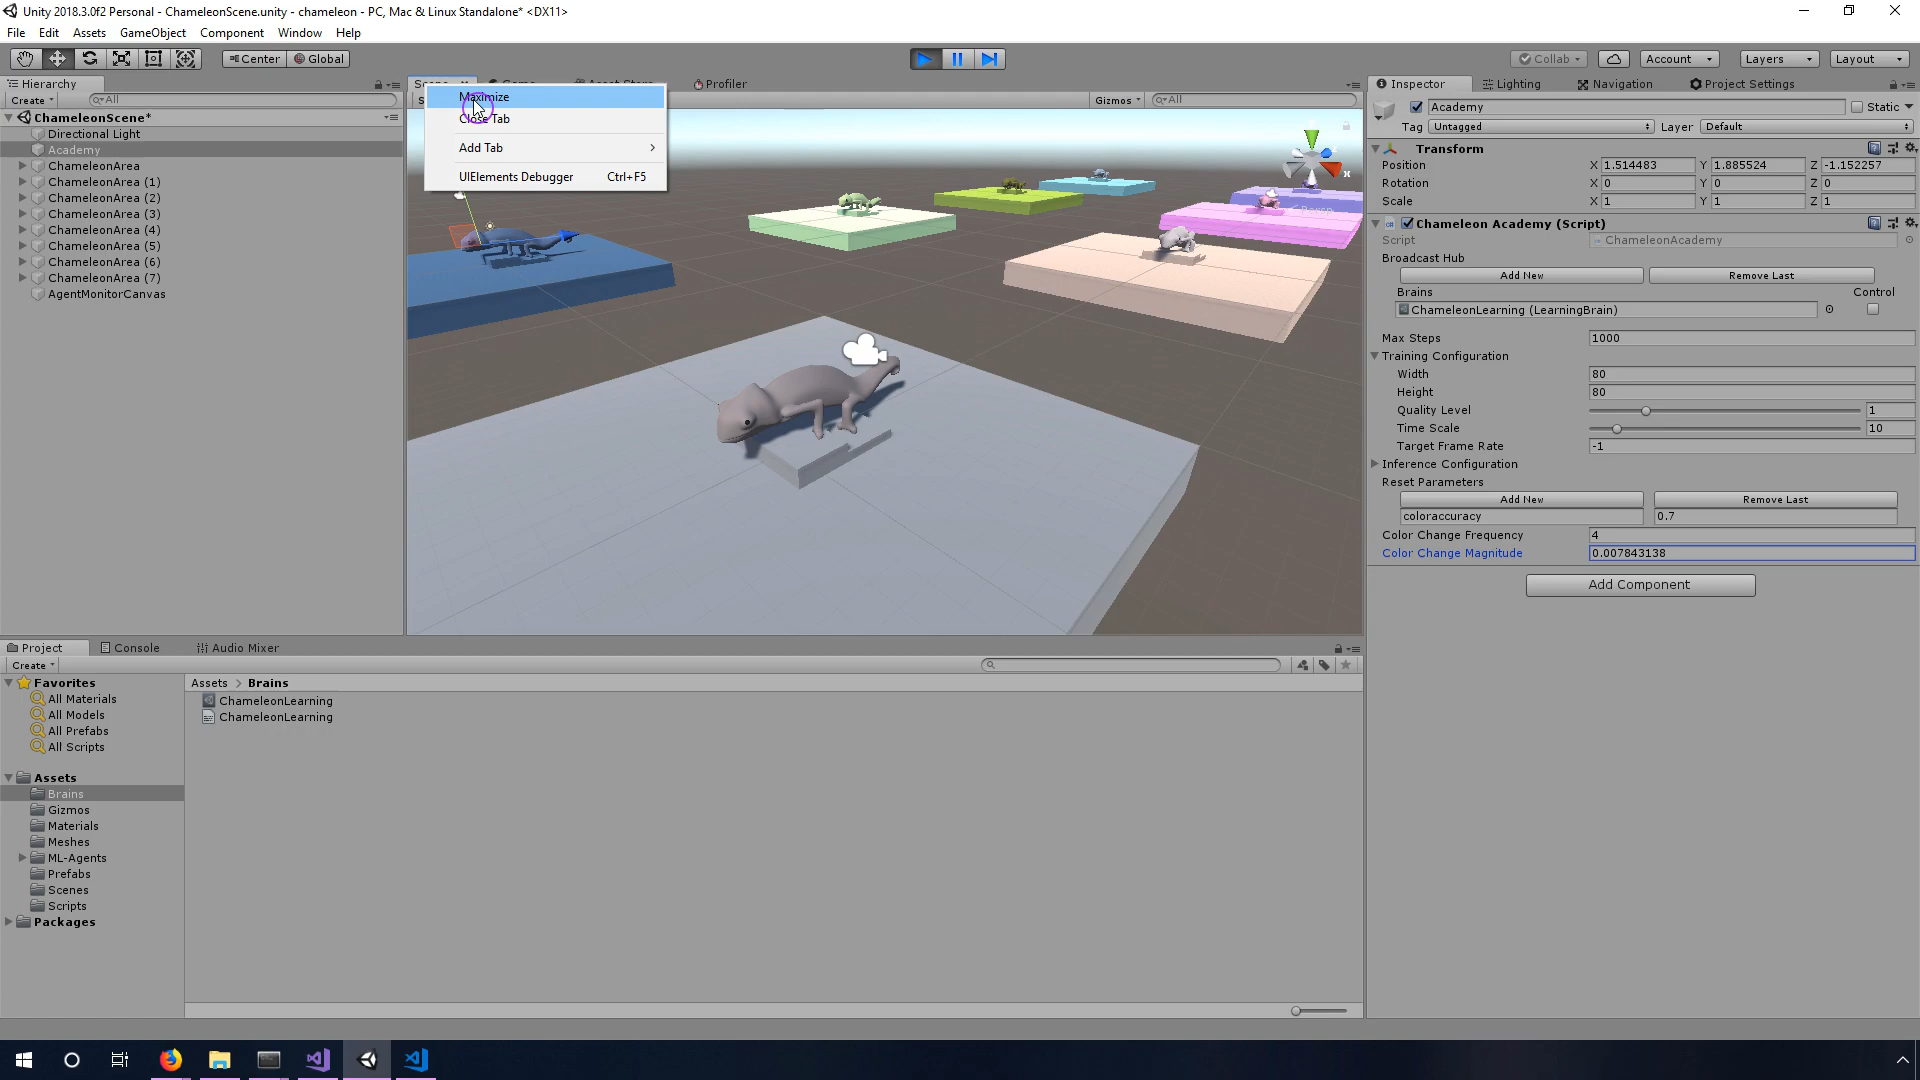 Unity 2018.3.0f2 Personal - ChameleonScene.unity - chameleon - PC, Mac & Linux Standalone* <DX11>
File Edit Assets GameObject Component Window Help
Center Global Collab Account Layers Layout
Hierarchy
Create All
ChameleonScene*
Directional Light
Academy
ChameleonArea
ChameleonArea (1)
ChameleonArea (2)
ChameleonArea (3)
ChameleonArea (4)
ChameleonArea (5)
ChameleonArea (6)
ChameleonArea (7)
AgentMonitorCanvas
Profiler
Gizmos All
Maximize
Close Tab
Add Tab
UIElements Debugger Ctrl+F5
x
Persp
Inspector Lighting Navigation Project Settings
Academy Static
Tag Untagged Layer Default
Transform
Position X 1.514483 Y 1.885524 Z -1.152257
Rotation X 0 Y 0 Z 0
Scale X 1 Y 1 Z 1
Chameleon Academy (Script)
Script ChameleonAcademy
Broadcast Hub
Add New Remove Last
Brains Control
ChameleonLearning (LearningBrain)
Max Steps 1000
Training Configuration
Width 80
Height 80
Quality Level 1
Time Scale 10
Target Frame Rate -1
Inference Configuration
Reset Parameters
Add New Remove Last
coloraccuracy 0.7
Color Change Frequency 4
Color Change Magnitude 0.007843138
Add Component
Project Console Audio Mixer
Create
Favorites
All Materials
All Models
All Prefabs
All Scripts
Assets
Brains
Gizmos
Materials
Meshes
ML-Agents
Prefabs
Scenes
Scripts
Packages
Assets > Brains
ChameleonLearning
ChameleonLearning